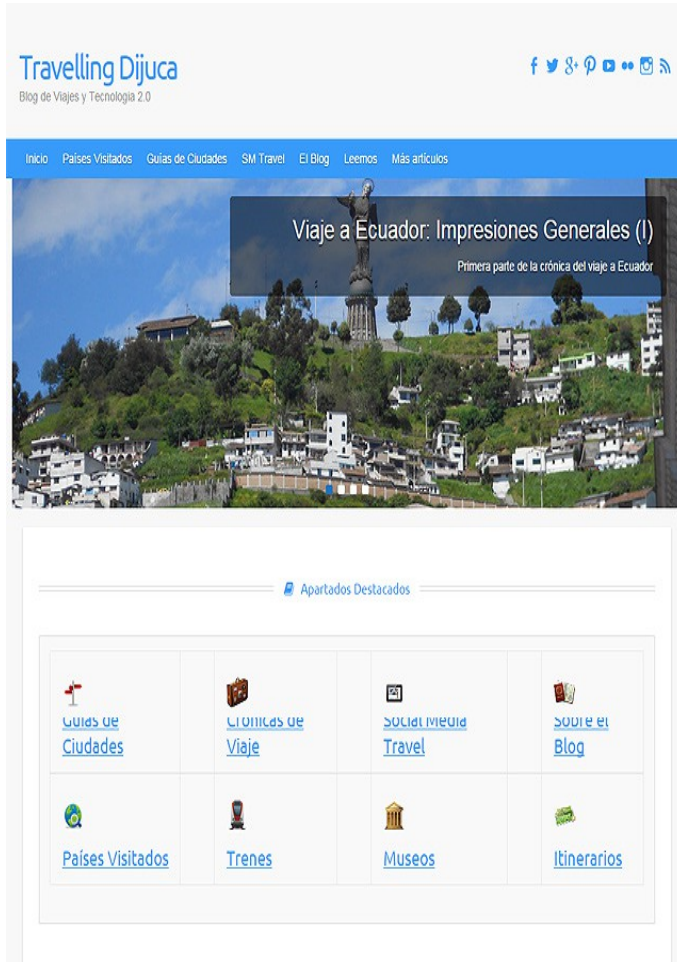 Travelling Dijuca
Blog de Viajes y Tecnologia 2.0
Inicio Países Visitados Guías de Ciudades SM Travel El Blog Leemos Más artículos
Viaje a Ecuador: Impresiones Generales (I)
Primera parte de la crónica del viaje a Ecuador
Apartados Destacados
Guías de
Ciudades
Crónicas de
Viaje
Social Media
Travel
Sobre el
Blog
Países Visitados
Trenes
Museos
Itinerarios